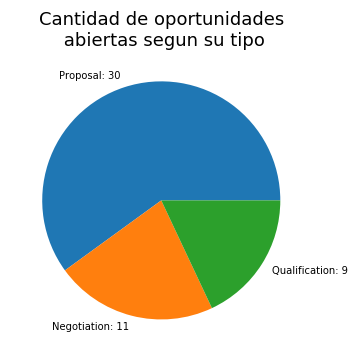 Cantidad de oportunidades
abiertas segun su tipo
Proposal: 30
Qualification: 9
Negotiation: 11